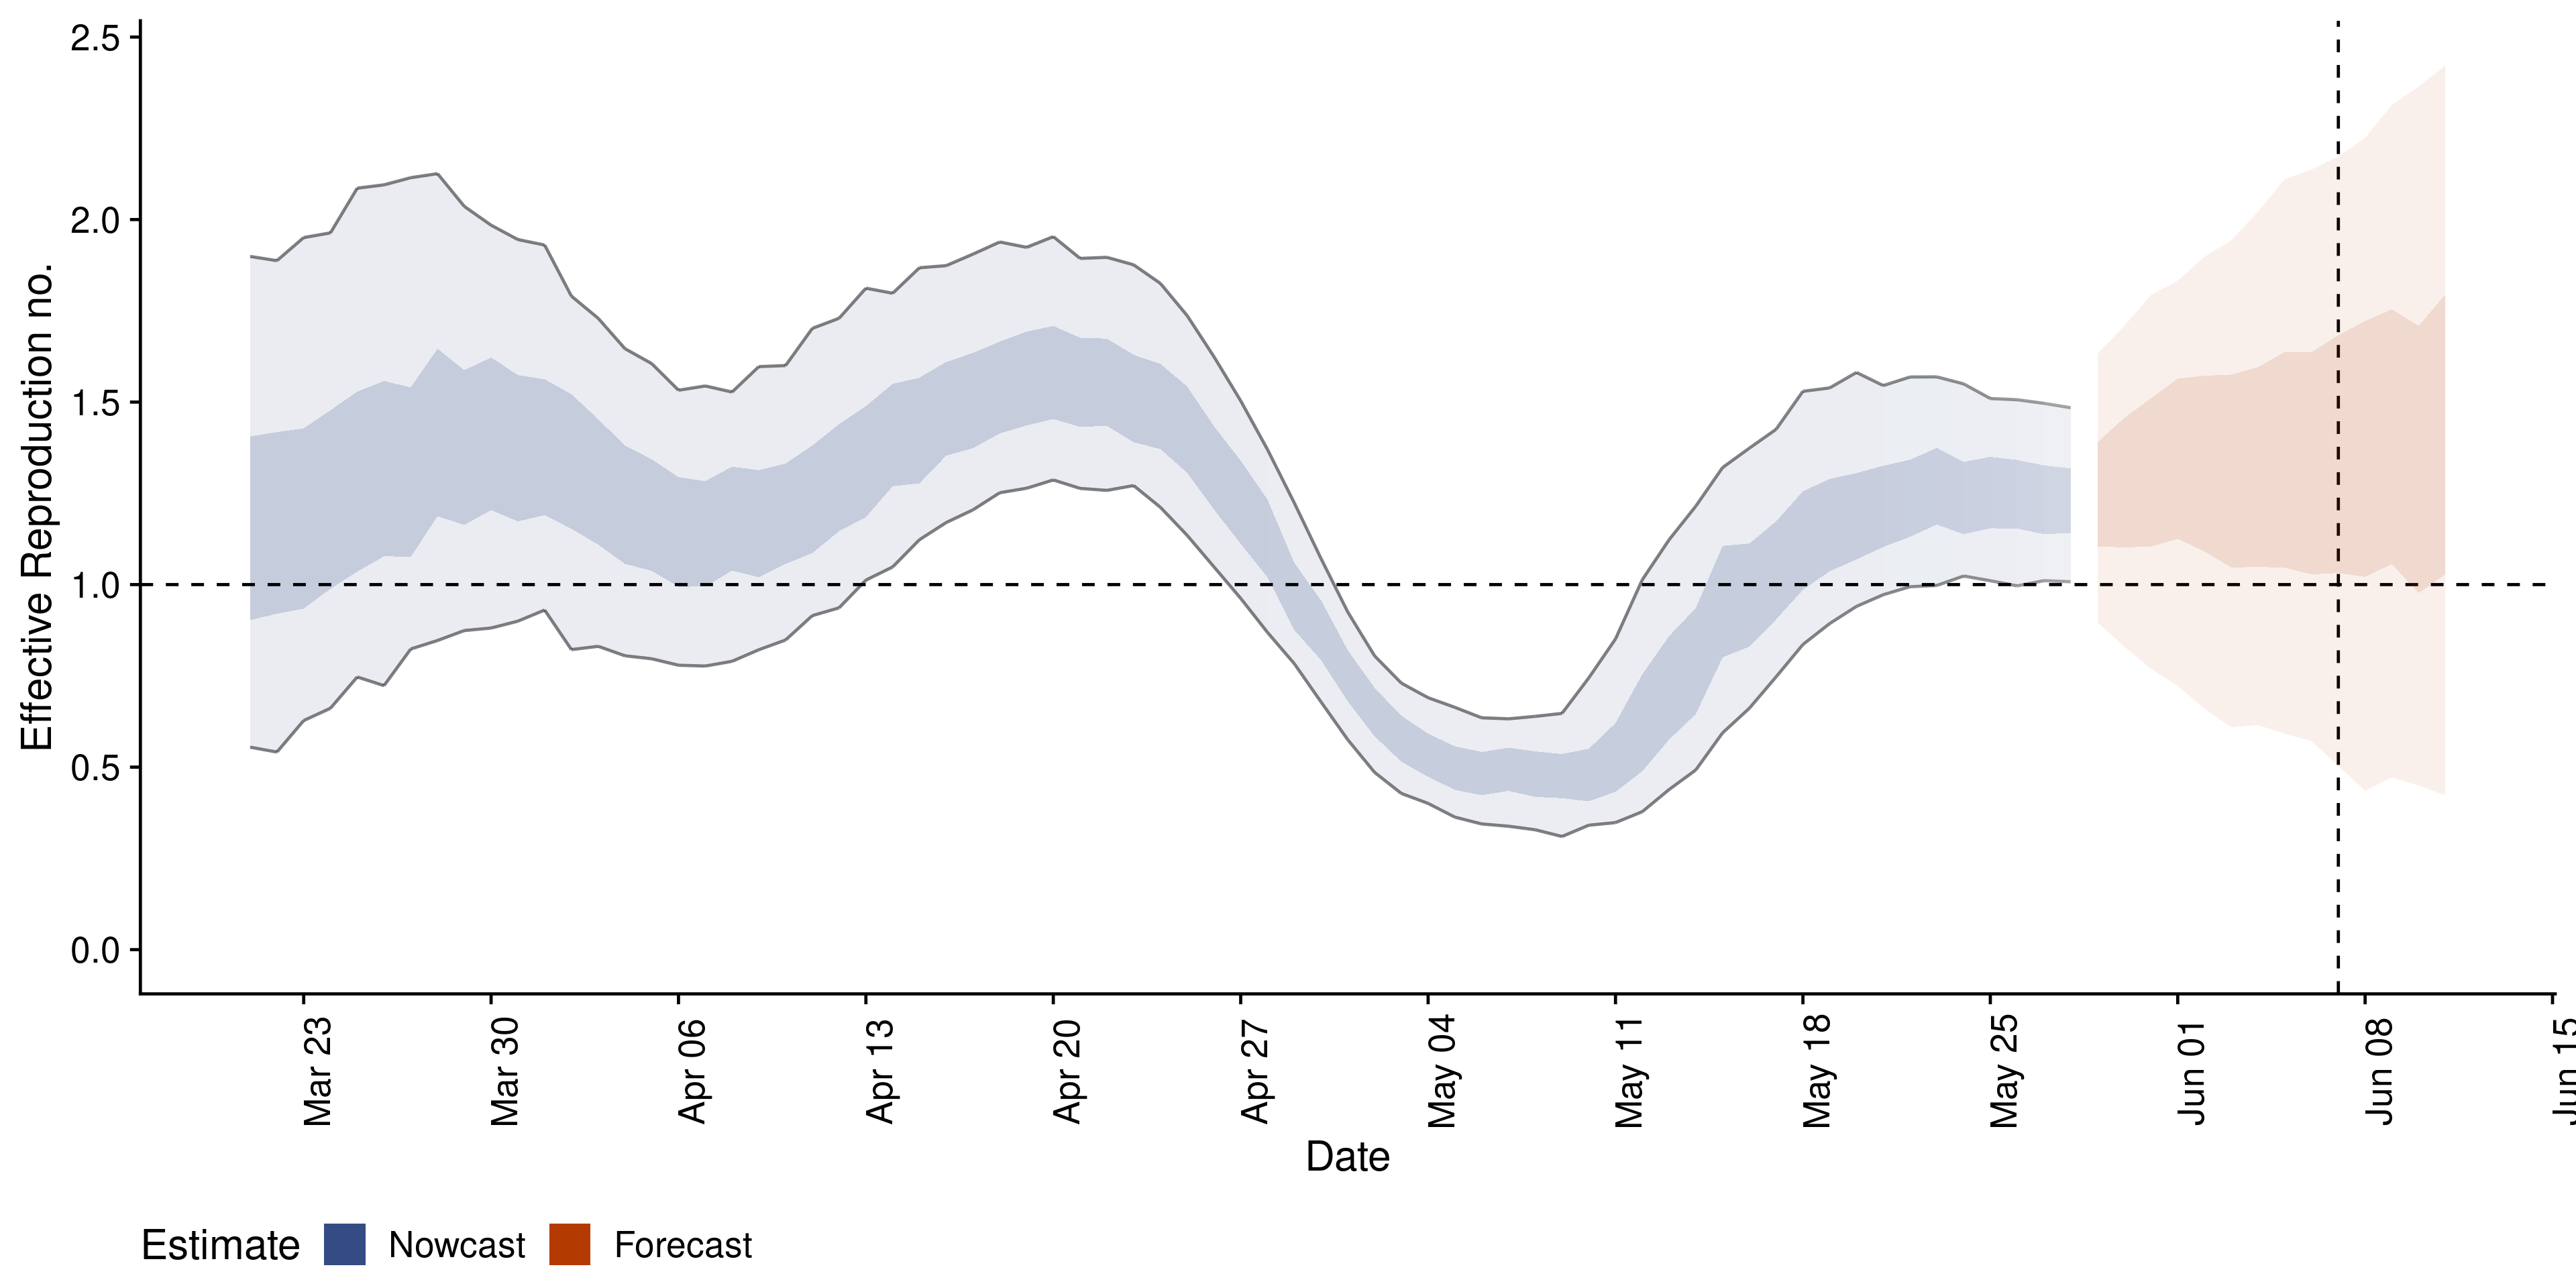 Effective Reproduction no.
2.5
2.0
1.5
1.0
0.5
0.0
Mar 23
Mar 30
Apr 06
Apr 13
Apr 20
Apr 27
May 04
May 11
May 18
May 25
Jun 01
Jun 08
Jun 15
Date
Estimate Nowcast Forecast